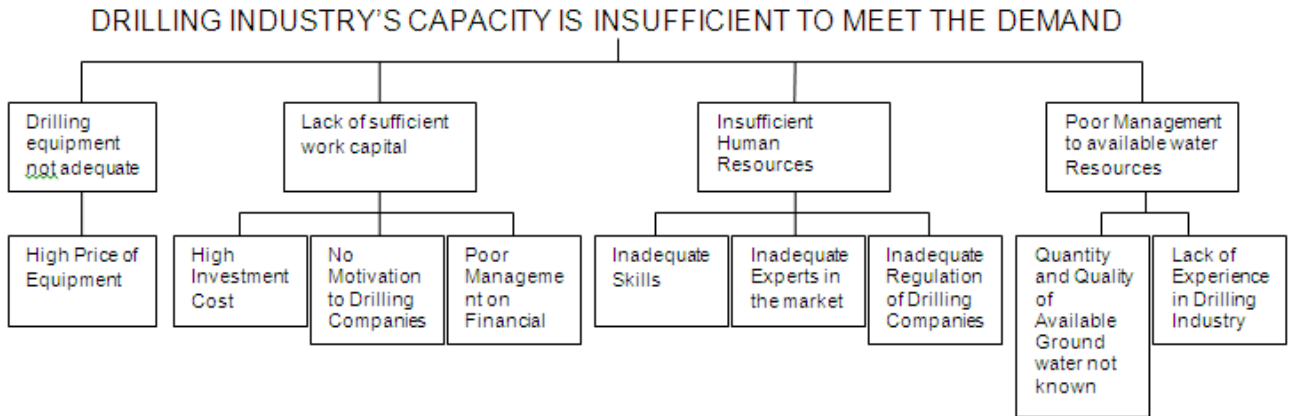 DRILLING INDUSTRY'S CAPACITY IS INSUFFICIENT TO MEET THE DEMAND
Drilling
equipment
not adequate
Lack of sufficient
work capital
Insufficient
Human
Resources
Poor Management
to available water
Resources
High Price of
Equipment
High
Investment
Cost
No
Motivation
to Drilling
Companies
Poor
Manageme
nt on
Financial
Inadequate
Skills
Inadequate
Experts in
the market
Inadequate
Regulation
of Drilling
Companies
Quantity
and Quality
of
Available
Ground
water not
known
Lack of
Experience
in Drilling
Industry